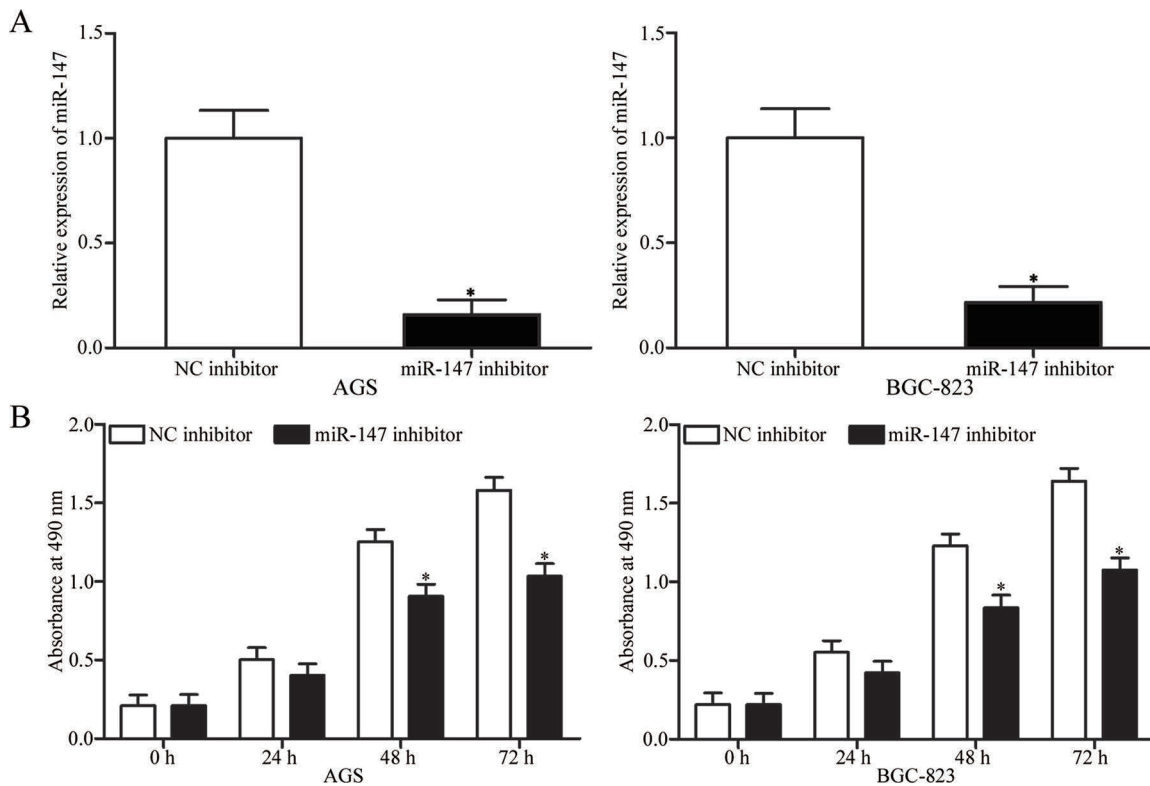 A
Relative expression of miR-147
1.5
1.0
0.5
0.0
*
NC inhibitor
miR-147 inhibitor
AGS
Relative expression of miR-147
1.5
1.0
0.5
0.0
*
NC inhibitor
miR-147 inhibitor
BGC-823
B
Absorbance at 490 nm
2.0
1.5
1.0
0.5
0.0
NC inhibitor
miR-147 inhibitor
*
*
0 h
24 h
48 h
72 h
AGS
Absorbance at 490 nm
2.0
1.5
1.0
0.5
0.0
NC inhibitor
miR-147 inhibitor
*
*
0 h
24 h
48 h
72 h
BGC-823